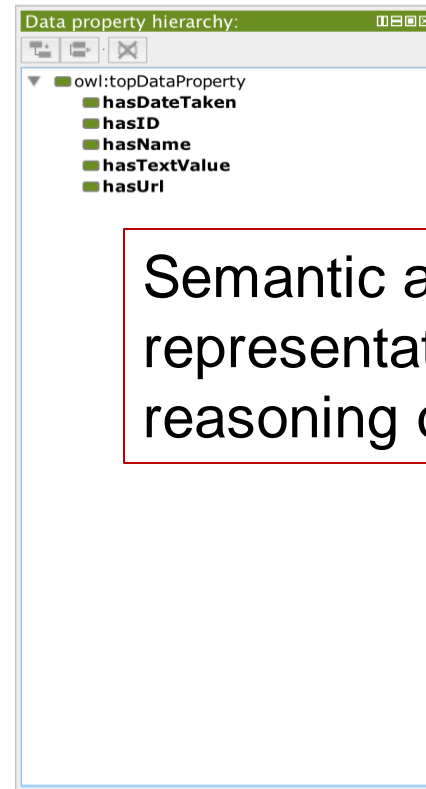 Data property hierarchy:
owl:topDataProperty
hasDateTaken
hasID
hasName
hasTextValue
hasUrl
Semantic a
representat
reasoning